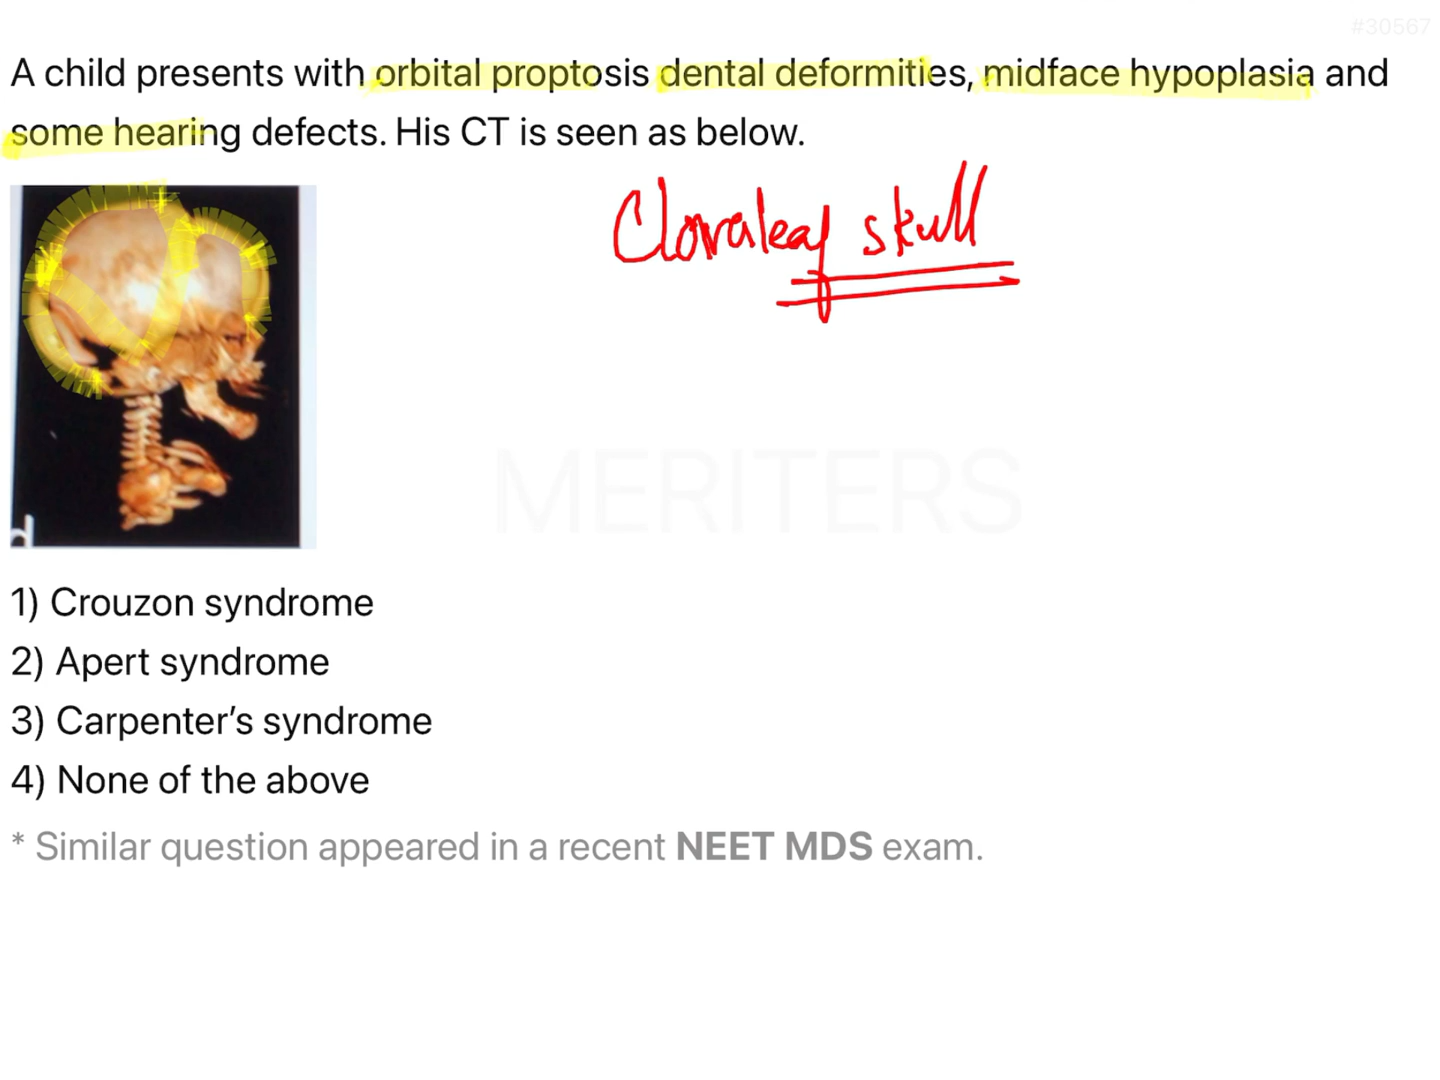 #30567
A child presents with orbital proptosis dental deformities, midface hypoplasia and
some hearing defects. His CT is seen as below.
Clovaleaf skull
d
MERITERS
1) Crouzon syndrome
2) Apert syndrome
3) Carpenter’s syndrome
4) None of the above
* Similar question appeared in a recent NEET MDS exam.